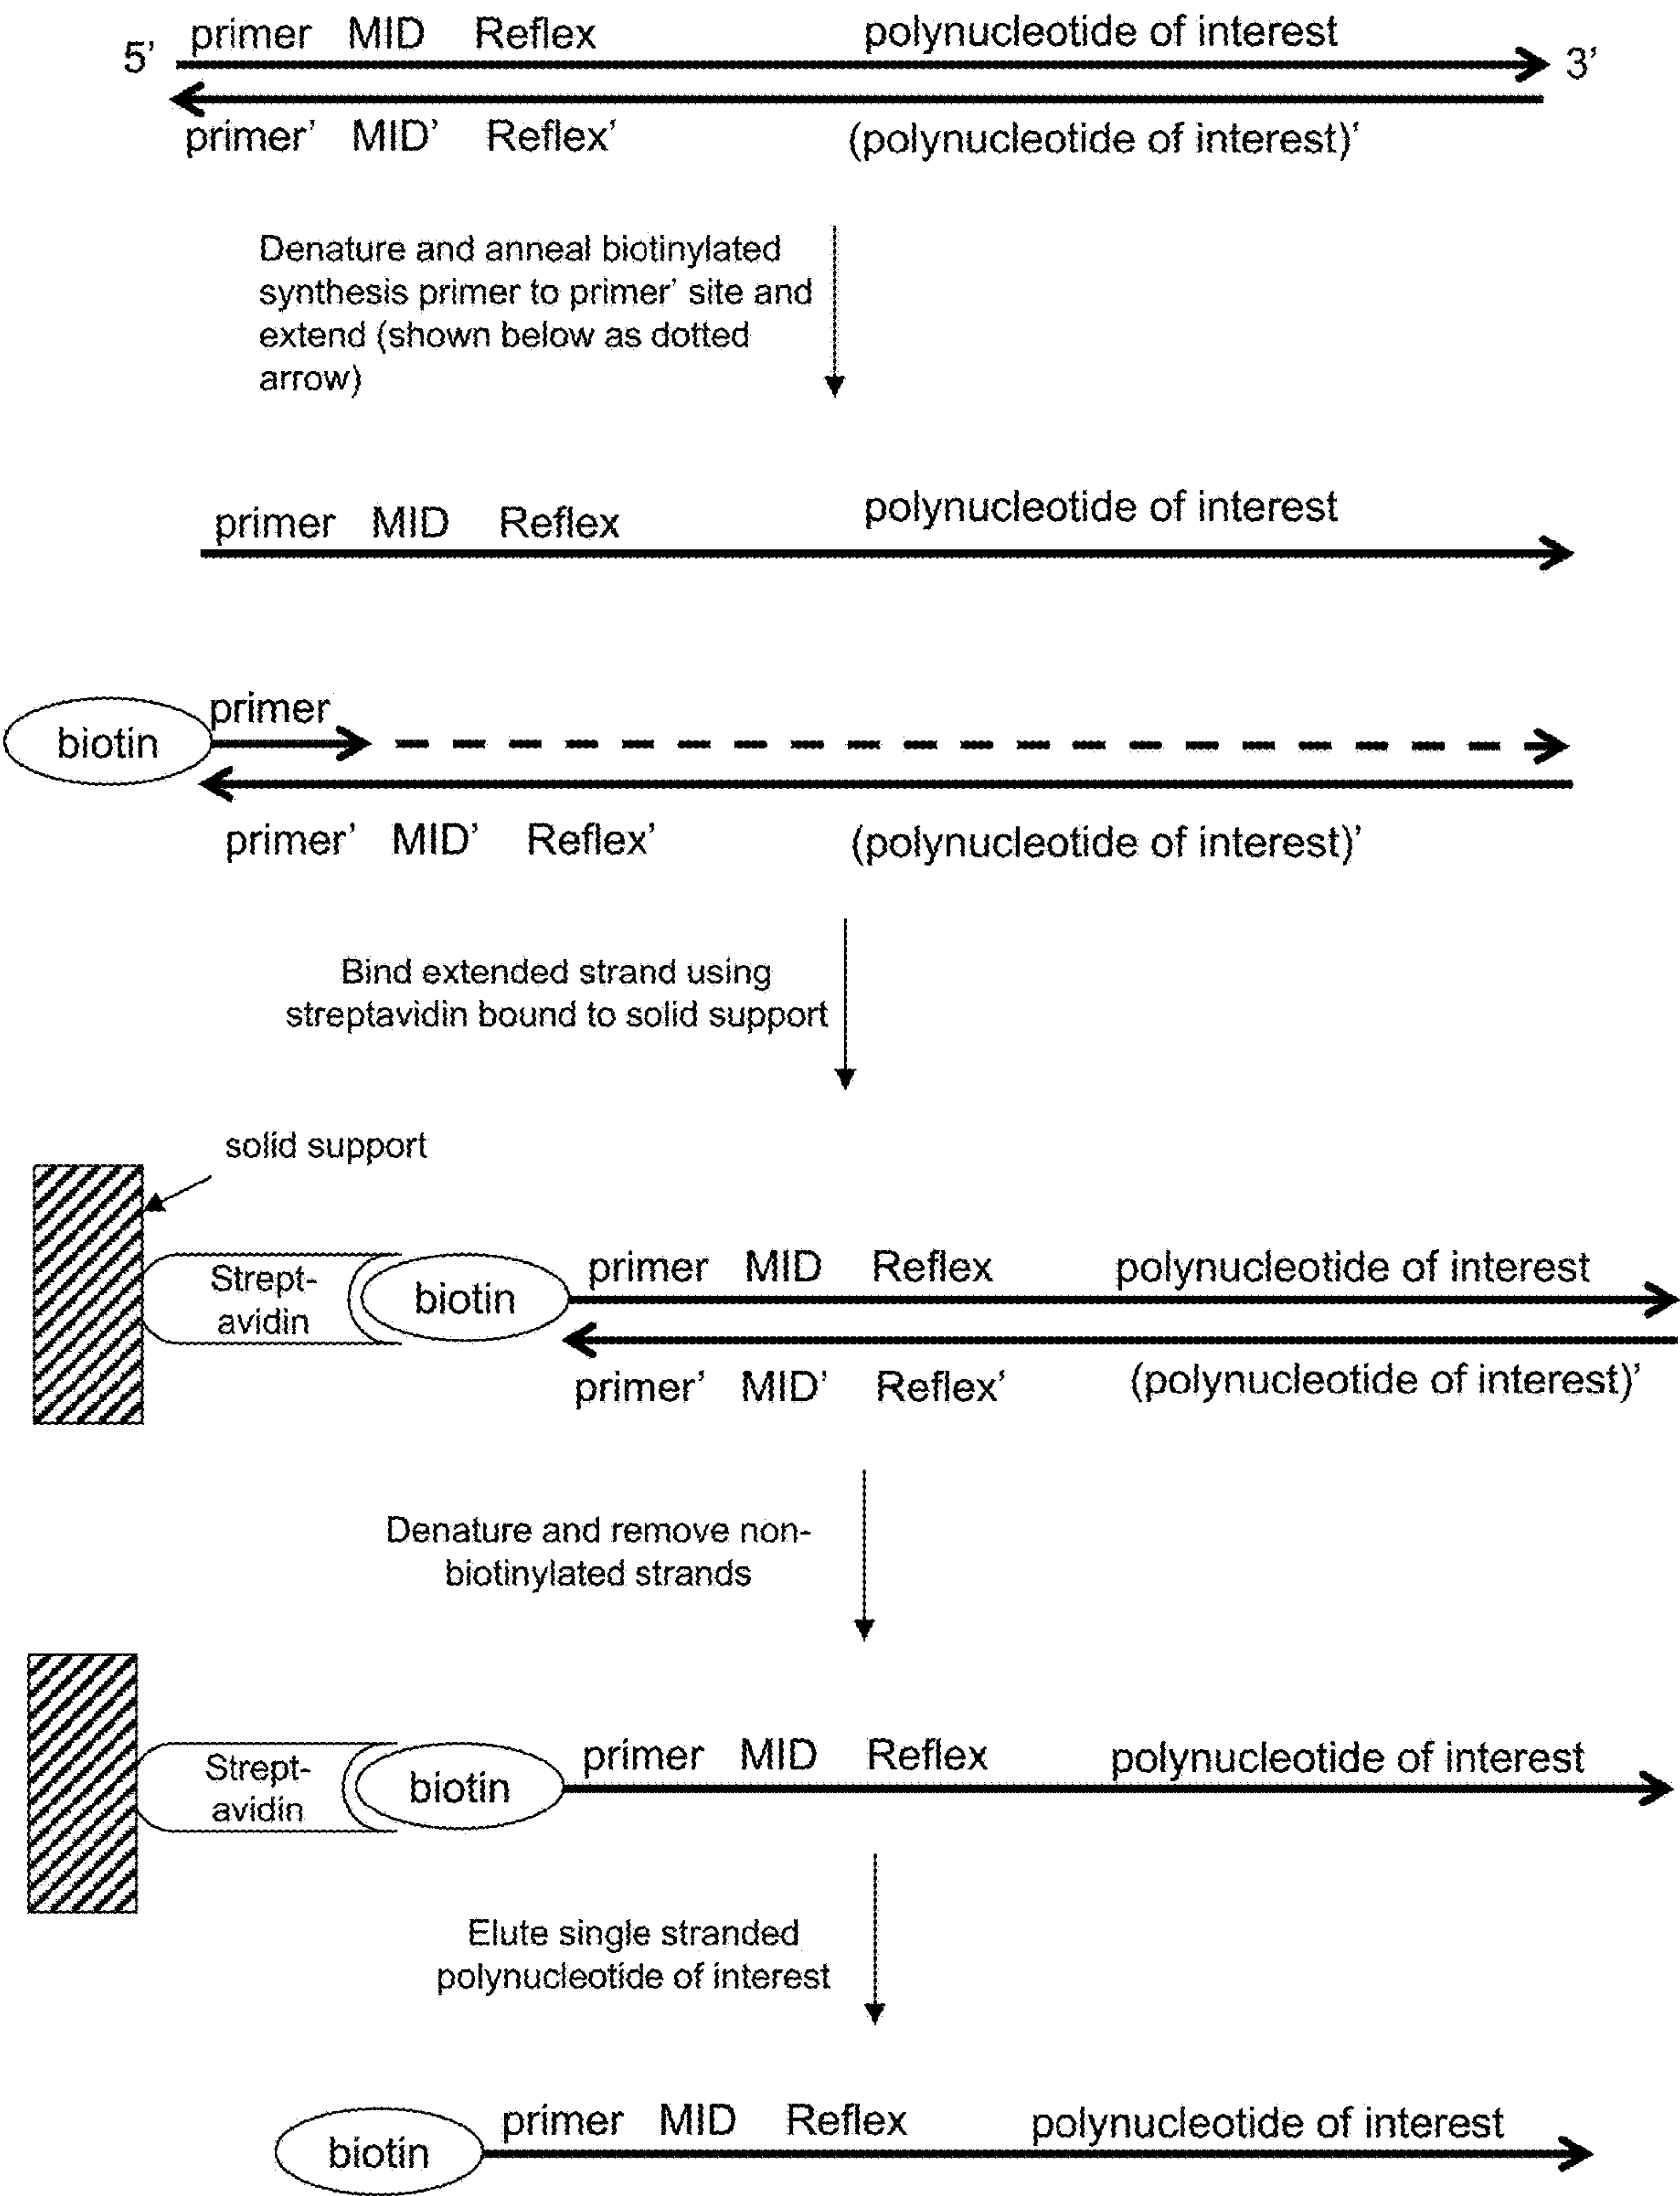 primer MID Reflex polynucleotide of interest
5’ 3’
primer’ MID’ Reflex’ (polynucleotide of interest)’
Denature and anneal biotinylated
synthesis primer to primer’ site and
extend (shown below as dotted
arrow)
primer MID Reflex polynucleotide of interest
primer
biotin
primer’ MID’ Reflex’ (polynucleotide of interest)’
Bind extended strand using
streptavidin bound to solid support
solid support
primer MID Reflex polynucleotide of interest
Strept-
avidin
biotin
primer’ MID’ Reflex’ (polynucleotide of interest)’
Denature and remove non-
biotinylated strands
primer MID Reflex polynucleotide of interest
Strept-
avidin
biotin
Elute single stranded
polynucleotide of interest
primer MID Reflex polynucleotide of interest
biotin